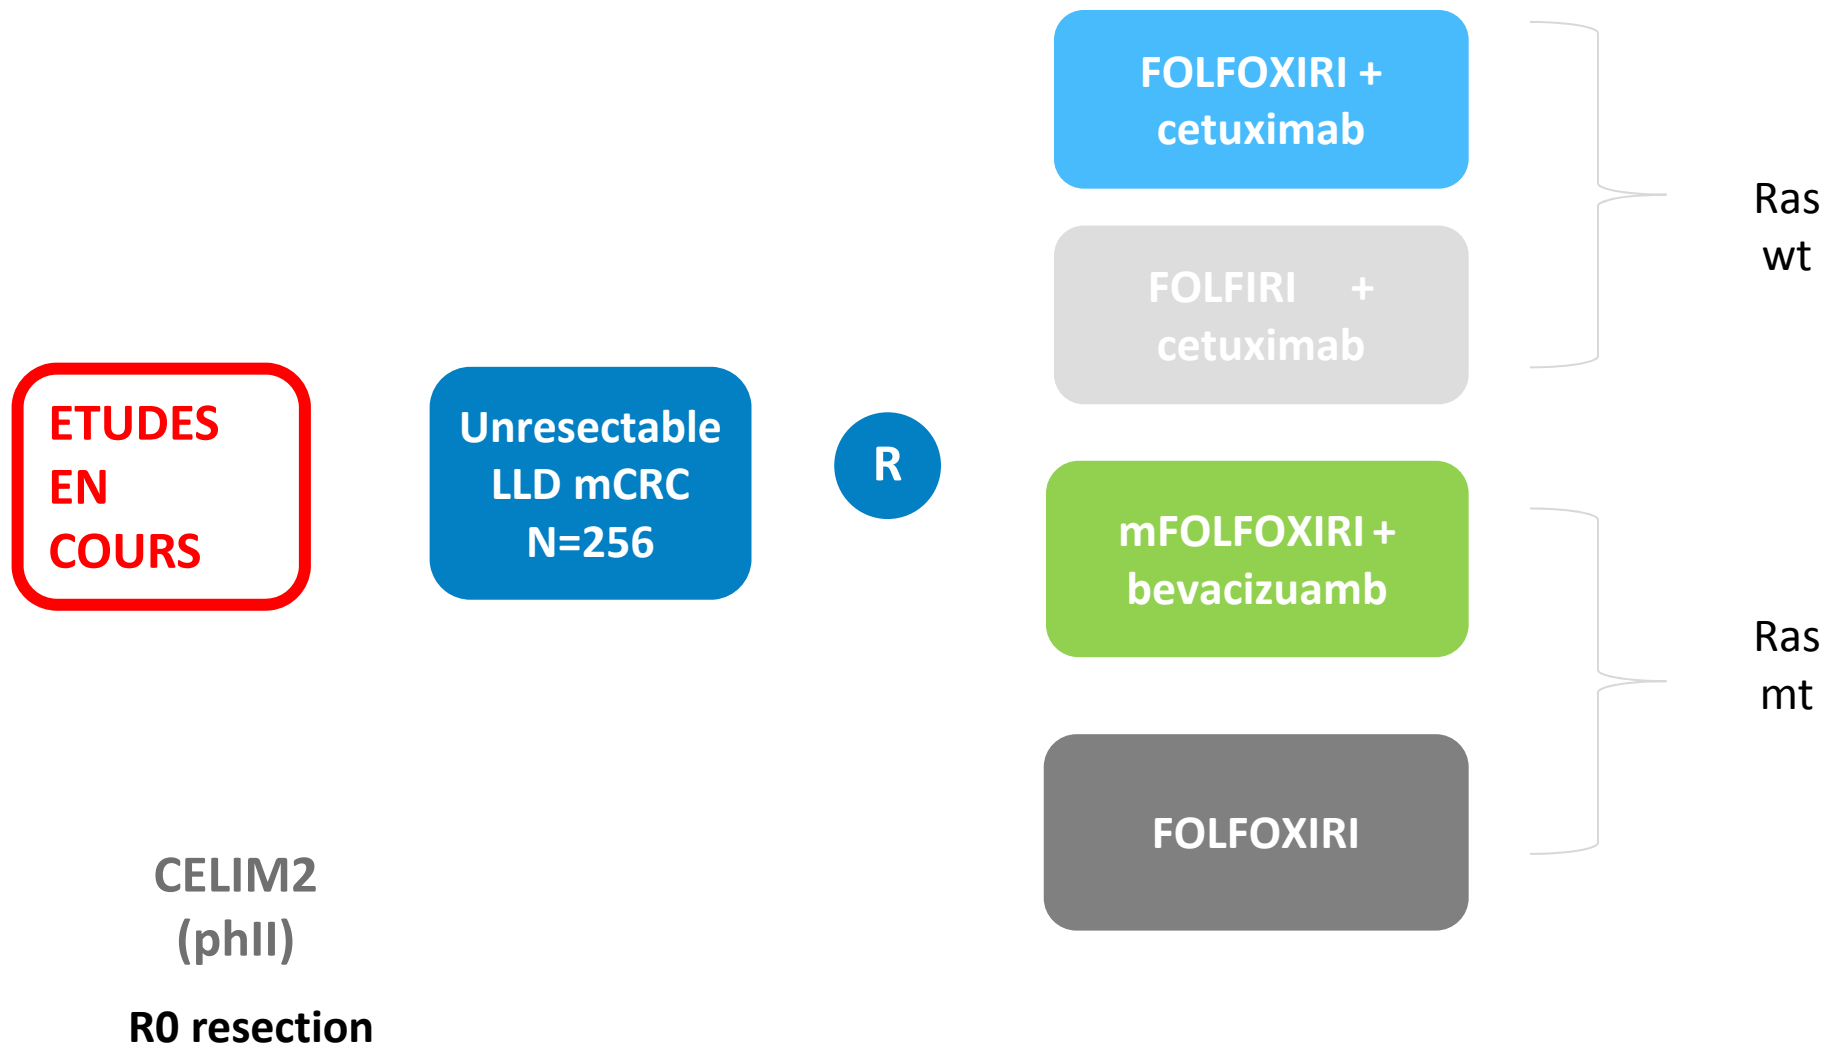 ETUDES
EN
COURS
CELIM2
(phII)
R0 resection
Unresectable
LLD mCRC
N=256
R
FOLFOXIRI +
cetuximab
FOLFIRI +
cetuximab
mFOLFOXIRI +
bevacizuamb
FOLFOXIRI
Ras
wt
Ras
mt